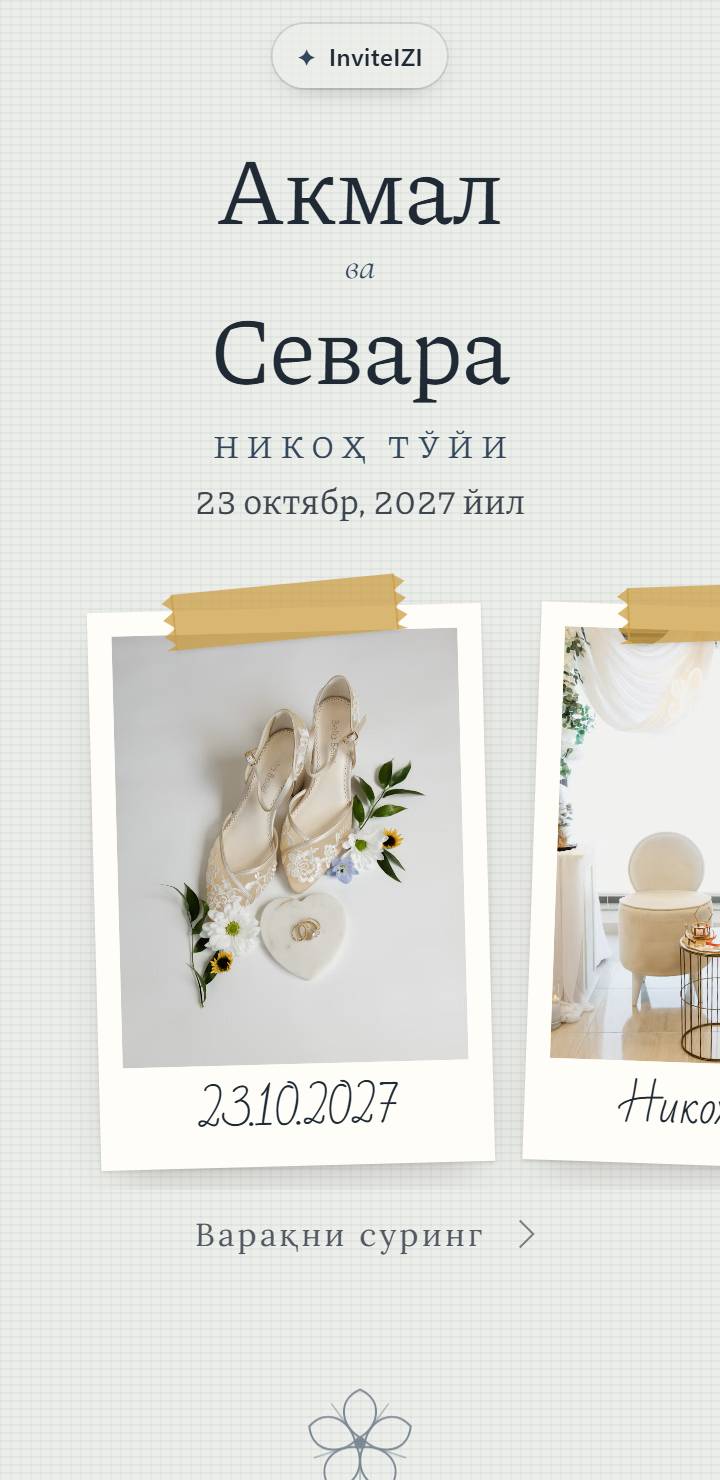 InviteIZI
Акмал
ва
Севара
НИКОҲ ТЎЙИ
23 октябр, 2027 йил
23.10.2027
Варақни суринг